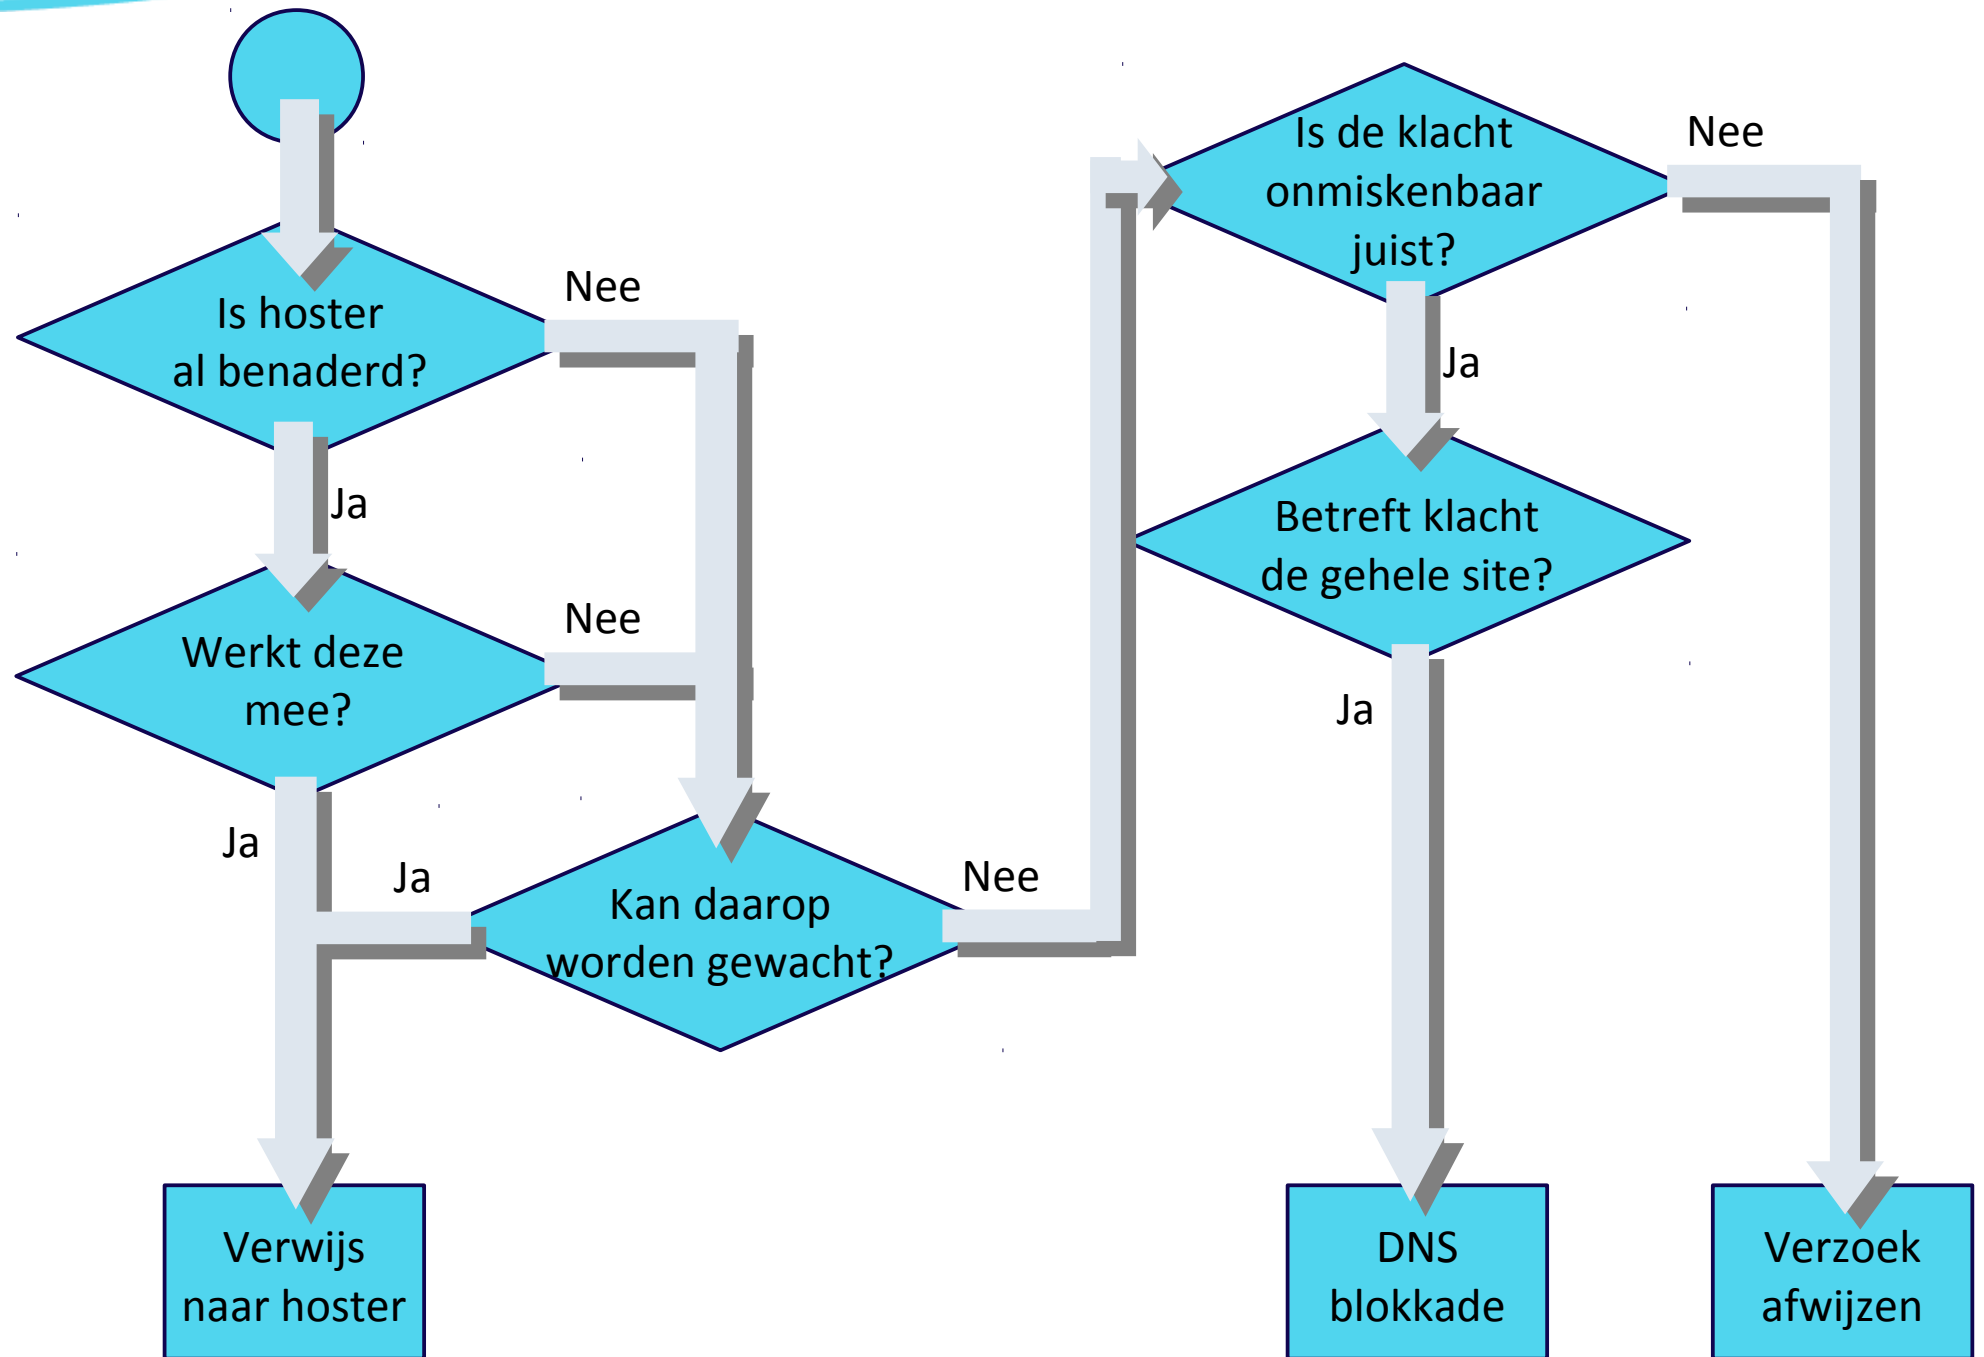 Is hoster
al benaderd?
Nee
Ja
Werkt deze
mee?
Nee
Ja
Ja
Kan daarop
worden gewacht?
Nee
Is de klacht
onmiskenbaar
juist?
Nee
Ja
Betreft klacht
de gehele site?
Ja
Verwijs
naar hoster
DNS
blokkade
Verzoek
afwijzen